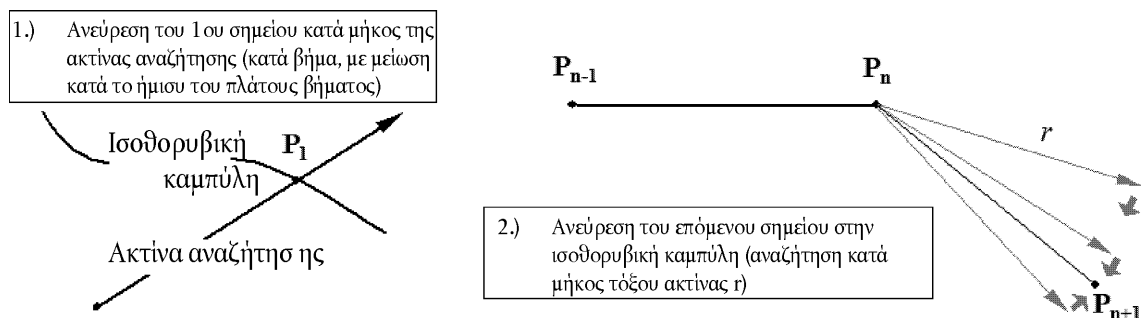 1.) Ανεύρεση του 1ου σημείου κατά μήκος της
ακτίνας αναζήτησης (κατά βήμα, με μείωση
κατά το ήμισυ του πλάτους βήματος)
Ισοθορυβική
καμπύλη
P1
Ακτίνα αναζήτησ ης
Pn-1
Pn
r
2.) Ανεύρεση του επόμενου σημείου στην
ισοθορυβική καμπύλη (αναζήτηση κατά
μήκος τόξου ακτίνας r)
Pn+1